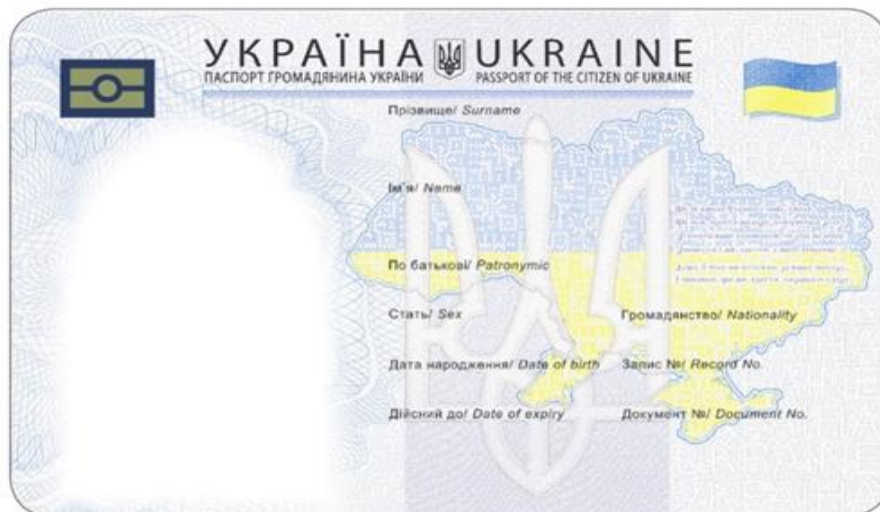 УКРАЇНА UKRAINE
ПАСПОРТ ГРОМАДЯНИНА УКРАЇНИ PASSPORT OF THE CITIZEN OF UKRAINE
Прізвище/ Surname
Ім'я/ Name
По батькові/ Patronymic
Стать/ Sex Громадянство/ Nationality
Дата народження/ Date of birth Запис №/ Record No.
Дійсний до/ Date of expiry Документ №/ Document No.